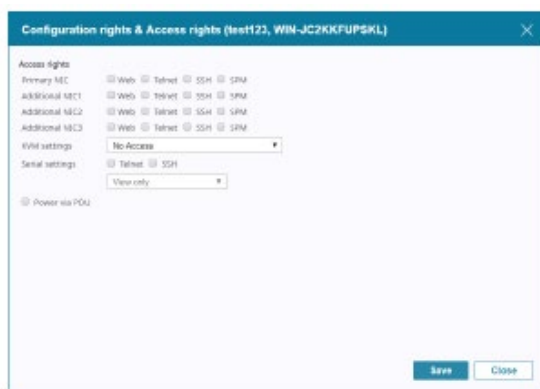 Configuration rights & Access rights (test123, WIN-JC2KKFUPSKL)
Access rights
Primary NIC Web Telnet SSH SPM
Additional NIC1 Web Telnet SSH SPM
Additional NIC2 Web Telnet SSH SPM
Additional NIC3 Web Telnet SSH SPM
KVM settings No Access
Serial settings Telnet SSH
View only
Power via PDU
Save Close